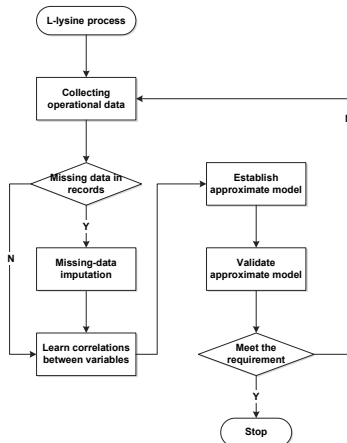 L-lysine process
Collecting
operational data
Missing data in
records
Y
N
Missing-data
imputation
Learn correlations
between variables
Establish
approximate model
Validate
approximate model
Meet the
requirement
Y
Stop